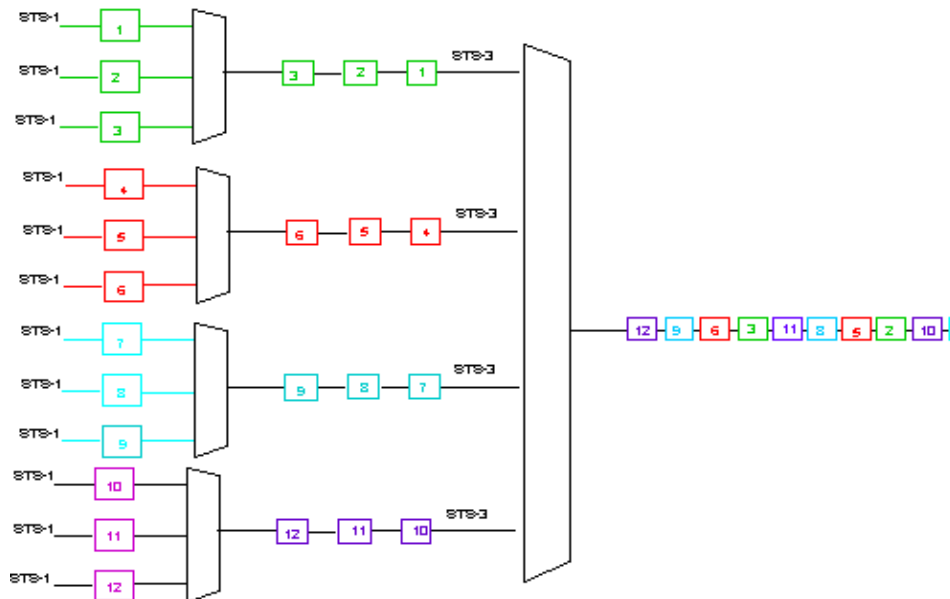 STS-1
1
STS-1
2
STS-1
3
3 2 1
STS-3
STS-1
4
STS-1
5
STS-1
6
6 5 4
STS-3
STS-1
7
STS-1
8
STS-1
9
9 8 7
STS-3
STS-1
10
STS-1
11
STS-1
12
12 11 10
STS-3
12 9 6 3 11 8 5 2 10